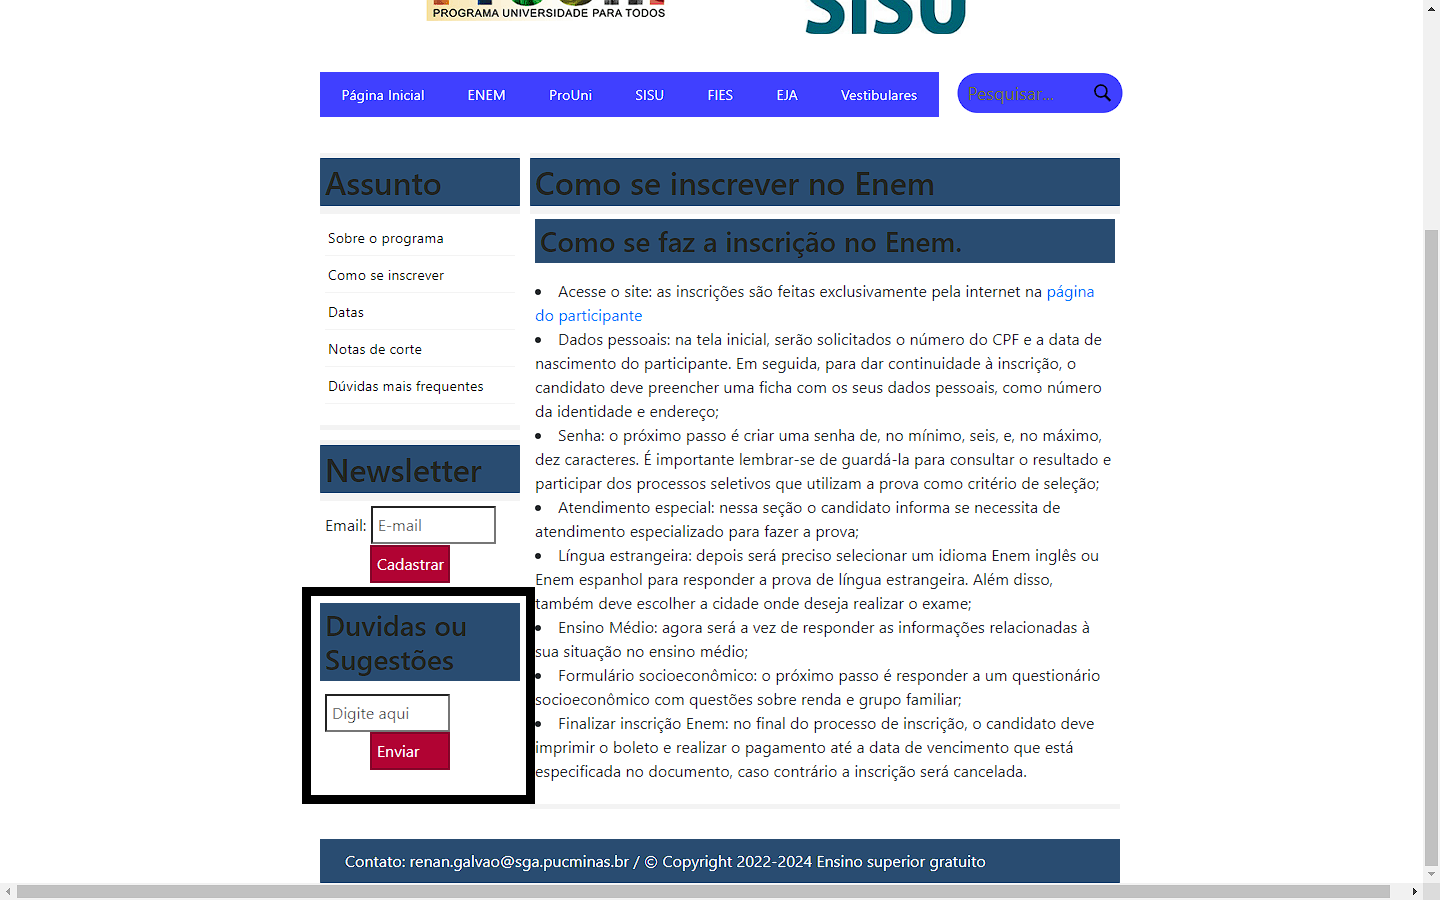 PROGRAMA UNIVERSIDADE PARA TODOS
SISU
Página Inicial ENEM ProUni SISU FIES EJA Vestibulares
Pesquisar...
Assunto
Sobre o programa
Como se inscrever
Datas
Notas de corte
Dúvidas mais frequentes
Newsletter
Email: E-mail
Cadastrar
Duvidas ou
Sugestões
Digite aqui
Enviar
Como se inscrever no Enem
Como se faz a inscrição no Enem.
• Acesse o site: as inscrições são feitas exclusivamente pela internet na página
do participante
• Dados pessoais: na tela inicial, serão solicitados o número do CPF e a data de
nascimento do participante. Em seguida, para dar continuidade à inscrição, o
candidato deve preencher uma ficha com os seus dados pessoais, como número
da identidade e endereço;
• Senha: o próximo passo é criar uma senha de, no mínimo, seis, e, no máximo,
dez caracteres. É importante lembrar-se de guardá-la para consultar o resultado e
participar dos processos seletivos que utilizam a prova como critério de seleção;
• Atendimento especial: nessa seção o candidato informa se necessita de
atendimento especializado para fazer a prova;
• Língua estrangeira: depois será preciso selecionar um idioma Enem inglês ou
Enem espanhol para responder a prova de língua estrangeira. Além disso,
também deve escolher a cidade onde deseja realizar o exame;
• Ensino Médio: agora será a vez de responder as informações relacionadas à
sua situação no ensino médio;
• Formulário socioeconômico: o próximo passo é responder a um questionário
socioeconômico com questões sobre renda e grupo familiar;
• Finalizar inscrição Enem: no final do processo de inscrição, o candidato deve
imprimir o boleto e realizar o pagamento até a data de vencimento que está
especificada no documento, caso contrário a inscrição será cancelada.
Contato: renan.galvao@sga.pucminas.br / © Copyright 2022-2024 Ensino superior gratuito